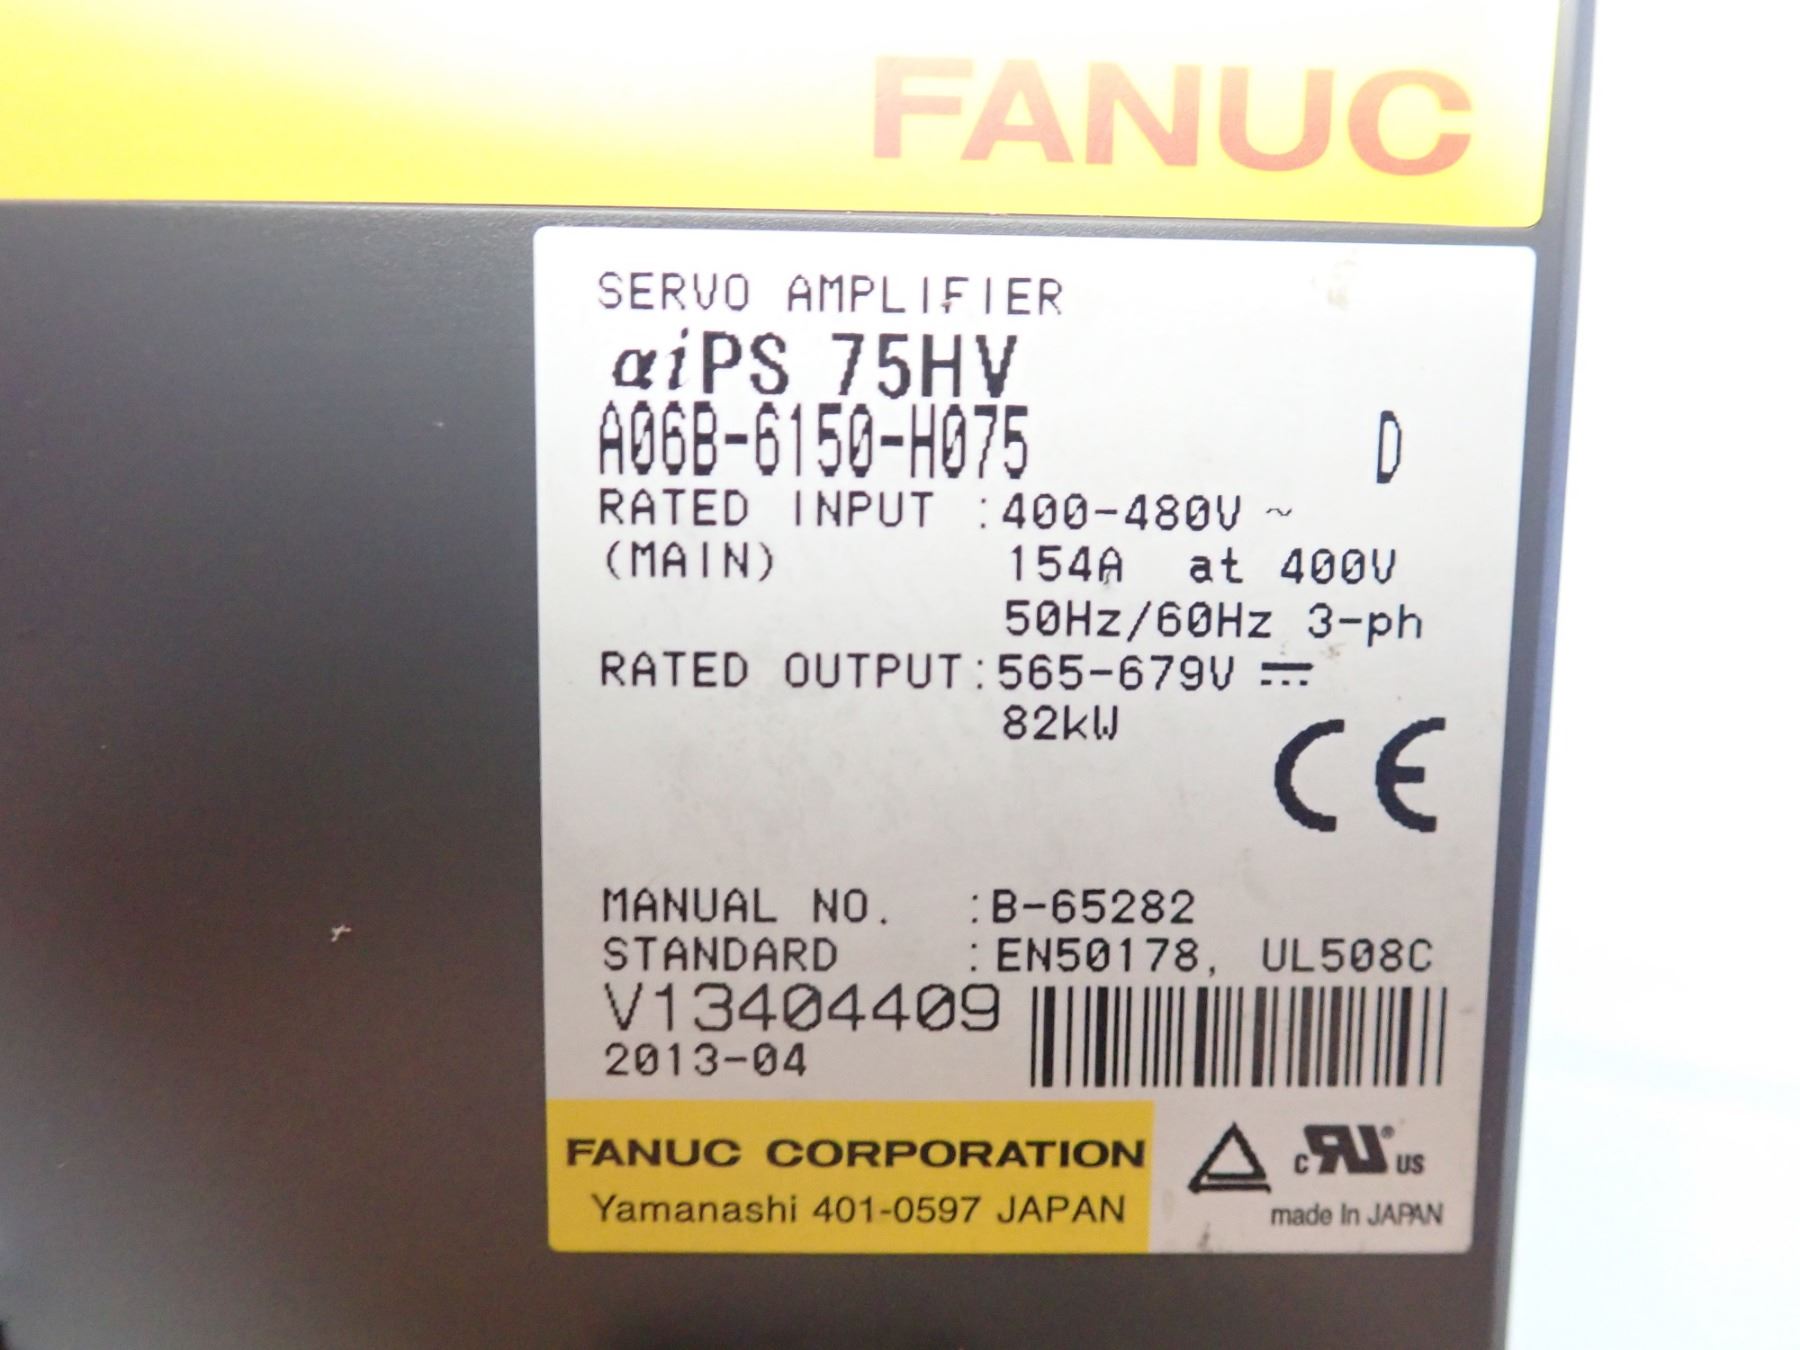 FANUC
SERVO AMPLIFIER
αiPS 75HV
A06B-6150-H075 D
RATED INPUT :400-480V ~
(MAIN) 154A at 400V
50Hz/60Hz 3-ph
RATED OUTPUT:565-679V ⎓
82kW
CE
MANUAL NO. :B-65282
STANDARD :EN50178, UL508C
V13404409
2013-04
FANUC CORPORATION
Yamanashi 401-0597 JAPAN
c RU ® US
made In JAPAN